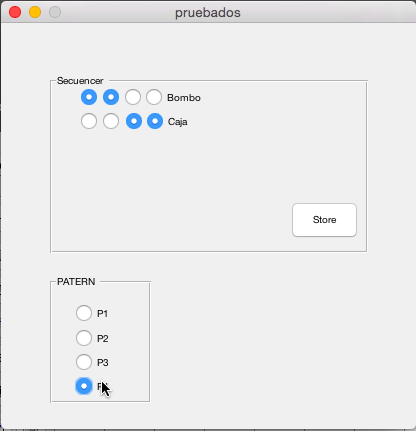 pruebados
Secuencer
Bombo
Caja
Store
PATERN
P1
P2
P3